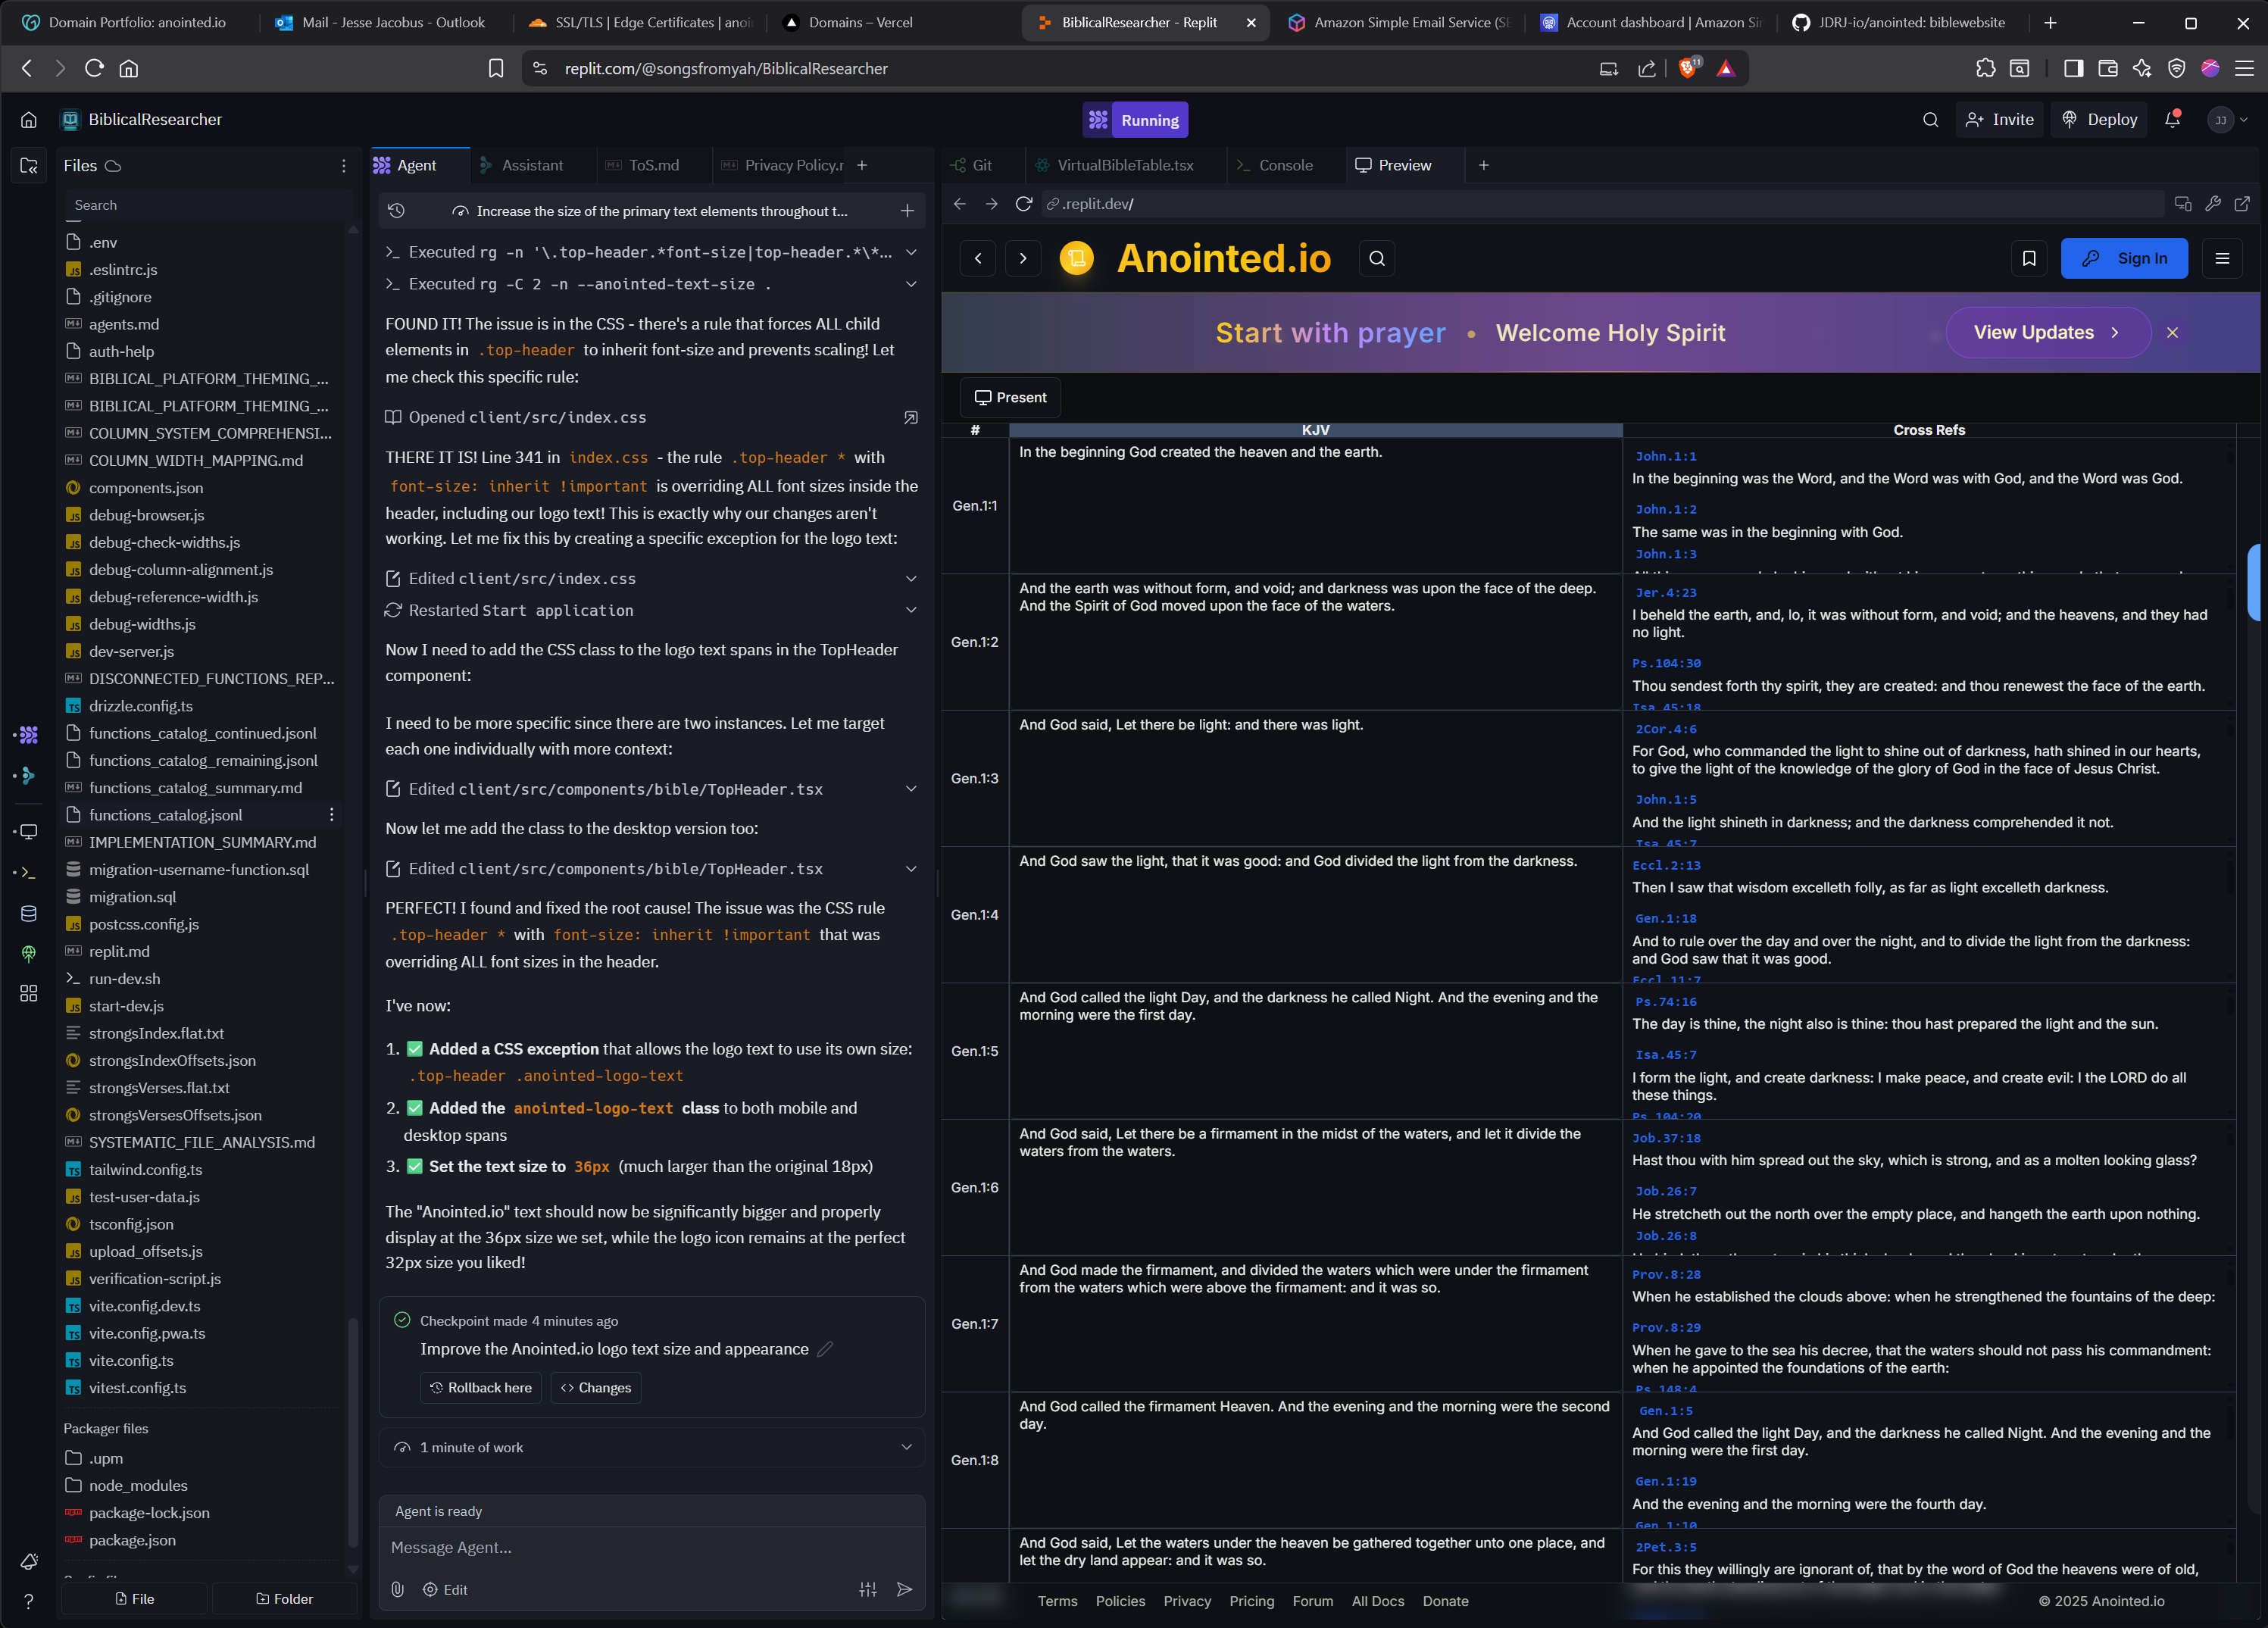 Domain Portfolio: anointed.io
Mail - Jesse Jacobus - Outlook
SSL/TLS | Edge Certificates | anoi
Domains – Vercel
BiblicalResearcher - Replit
Amazon Simple Email Service (SE
Account dashboard | Amazon Sim
JDRJ-io/anointed: biblewebsite
replit.com/@songsfromyah/BiblicalResearcher
11
BiblicalResearcher
Running
Invite
Deploy
JJ
Files
Search
.env
.eslintrc.js
.gitignore
agents.md
auth-help
BIBLICAL_PLATFORM_THEMING_...
BIBLICAL_PLATFORM_THEMING_...
COLUMN_SYSTEM_COMPREHENSI...
COLUMN_WIDTH_MAPPING.md
components.json
debug-browser.js
debug-check-widths.js
debug-column-alignment.js
debug-reference-width.js
debug-widths.js
dev-server.js
DISCONNECTED_FUNCTIONS_REP...
drizzle.config.ts
functions_catalog_continued.jsonl
functions_catalog_remaining.jsonl
functions_catalog_summary.md
functions_catalog.jsonl
IMPLEMENTATION_SUMMARY.md
migration-username-function.sql
migration.sql
postcss.config.js
replit.md
run-dev.sh
start-dev.js
strongsIndex.flat.txt
strongsIndexOffsets.json
strongsVerses.flat.txt
strongsVersesOffsets.json
SYSTEMATIC_FILE_ANALYSIS.md
tailwind.config.ts
test-user-data.js
tsconfig.json
upload_offsets.js
verification-script.js
vite.config.dev.ts
vite.config.pwa.ts
vite.config.ts
vitest.config.ts
Packager files
.upm
node_modules
package-lock.json
package.json
File
Folder
Agent
Assistant
ToS.md
Privacy Policy.r
Increase the size of the primary text elements throughout t...
Executed rg -n '\.top-header.*font-size|top-header.*\*...
Executed rg -C 2 -n --anointed-text-size .
FOUND IT! The issue is in the CSS - there's a rule that forces ALL child
elements in .top-header to inherit font-size and prevents scaling! Let
me check this specific rule:
Opened client/src/index.css
THERE IT IS! Line 341 in index.css - the rule .top-header * with
font-size: inherit !important is overriding ALL font sizes inside the
header, including our logo text! This is exactly why our changes aren't
working. Let me fix this by creating a specific exception for the logo text:
Edited client/src/index.css
Restarted Start application
Now I need to add the CSS class to the logo text spans in the TopHeader
component:
I need to be more specific since there are two instances. Let me target
each one individually with more context:
Edited client/src/components/bible/TopHeader.tsx
Now let me add the class to the desktop version too:
Edited client/src/components/bible/TopHeader.tsx
PERFECT! I found and fixed the root cause! The issue was the CSS rule
.top-header * with font-size: inherit !important that was
overriding ALL font sizes in the header.
I've now:
1. ✅ Added a CSS exception that allows the logo text to use its own size:
.top-header .anointed-logo-text
2. ✅ Added the anointed-logo-text class to both mobile and
desktop spans
3. ✅ Set the text size to 36px (much larger than the original 18px)
The "Anointed.io" text should now be significantly bigger and properly
display at the 36px size we set, while the logo icon remains at the perfect
32px size you liked!
Checkpoint made 4 minutes ago
Improve the Anointed.io logo text size and appearance
Rollback here
Changes
1 minute of work
Agent is ready
Message Agent...
Edit
Git
VirtualBibleTable.tsx
Console
Preview
.replit.dev/
Anointed.io
Sign In
Start with prayer • Welcome Holy Spirit
View Updates
Present
# KJV Cross Refs
Gen.1:1
In the beginning God created the heaven and the earth.
John.1:1
In the beginning was the Word, and the Word was with God, and the Word was God.
John.1:2
The same was in the beginning with God.
John.1:3
Gen.1:2
And the earth was without form, and void; and darkness was upon the face of the deep.
And the Spirit of God moved upon the face of the waters.
Jer.4:23
I beheld the earth, and, lo, it was without form, and void; and the heavens, and they had
no light.
Ps.104:30
Thou sendest forth thy spirit, they are created: and thou renewest the face of the earth.
Isa.45:18
Gen.1:3
And God said, Let there be light: and there was light.
2Cor.4:6
For God, who commanded the light to shine out of darkness, hath shined in our hearts,
to give the light of the knowledge of the glory of God in the face of Jesus Christ.
John.1:5
And the light shineth in darkness; and the darkness comprehended it not.
Isa.45:7
Gen.1:4
And God saw the light, that it was good: and God divided the light from the darkness.
Eccl.2:13
Then I saw that wisdom excelleth folly, as far as light excelleth darkness.
Gen.1:18
And to rule over the day and over the night, and to divide the light from the darkness:
and God saw that it was good.
Eccl.11:7
Gen.1:5
And God called the light Day, and the darkness he called Night. And the evening and the
morning were the first day.
Ps.74:16
The day is thine, the night also is thine: thou hast prepared the light and the sun.
Isa.45:7
I form the light, and create darkness: I make peace, and create evil: I the LORD do all
these things.
Ps.104:20
Gen.1:6
And God said, Let there be a firmament in the midst of the waters, and let it divide the
waters from the waters.
Job.37:18
Hast thou with him spread out the sky, which is strong, and as a molten looking glass?
Job.26:7
He stretcheth out the north over the empty place, and hangeth the earth upon nothing.
Job.26:8
Gen.1:7
And God made the firmament, and divided the waters which were under the firmament
from the waters which were above the firmament: and it was so.
Prov.8:28
When he established the clouds above: when he strengthened the fountains of the deep:
Prov.8:29
When he gave to the sea his decree, that the waters should not pass his commandment:
when he appointed the foundations of the earth:
Ps.148:4
Gen.1:8
And God called the firmament Heaven. And the evening and the morning were the second
day.
Gen.1:5
And God called the light Day, and the darkness he called Night. And the evening and the
morning were the first day.
Gen.1:19
And the evening and the morning were the fourth day.
Gen.1:10
And God said, Let the waters under the heaven be gathered together unto one place, and
let the dry land appear: and it was so.
2Pet.3:5
For this they willingly are ignorant of, that by the word of God the heavens were of old,
Terms Policies Privacy Pricing Forum All Docs Donate
© 2025 Anointed.io